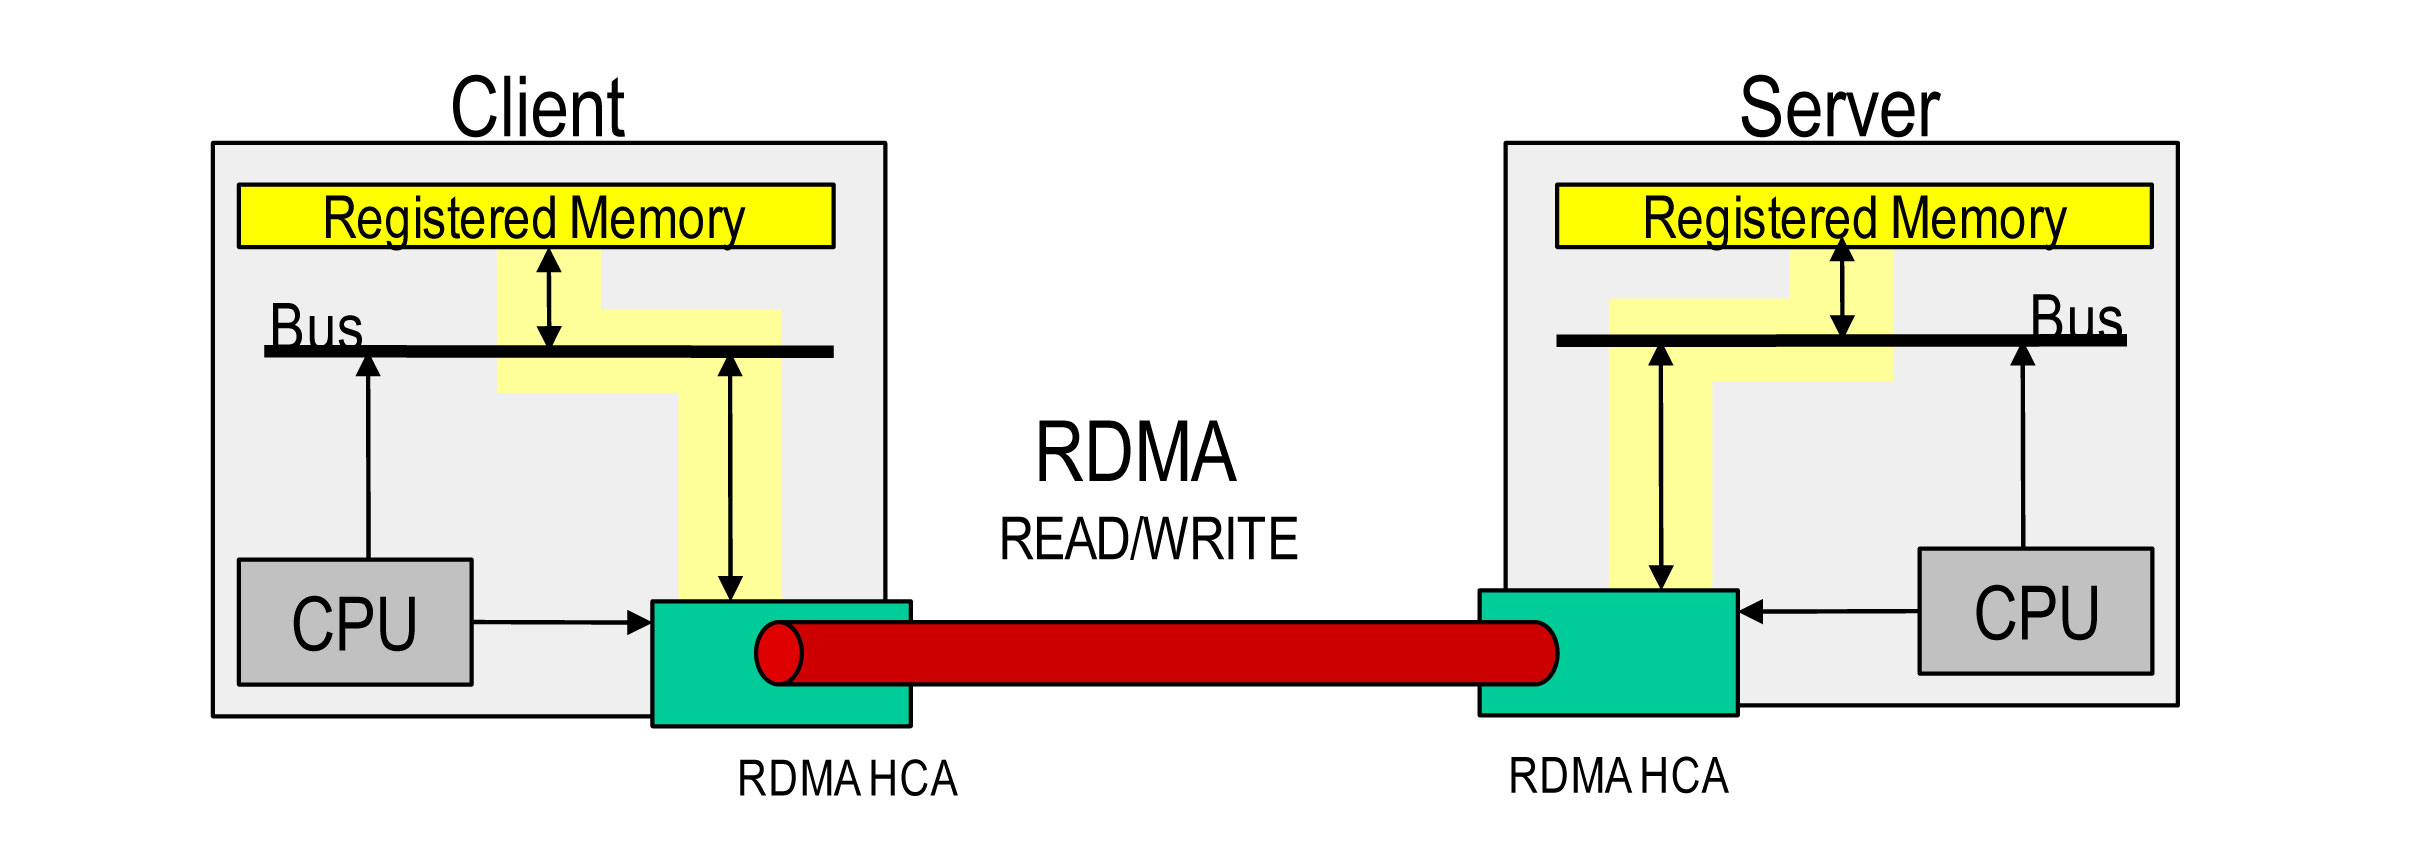 Client
Server
Registered Memory
Registered Memory
Bus
Bus
RDMA
READ/WRITE
CPU
CPU
RDMA HCA
RDMA HCA